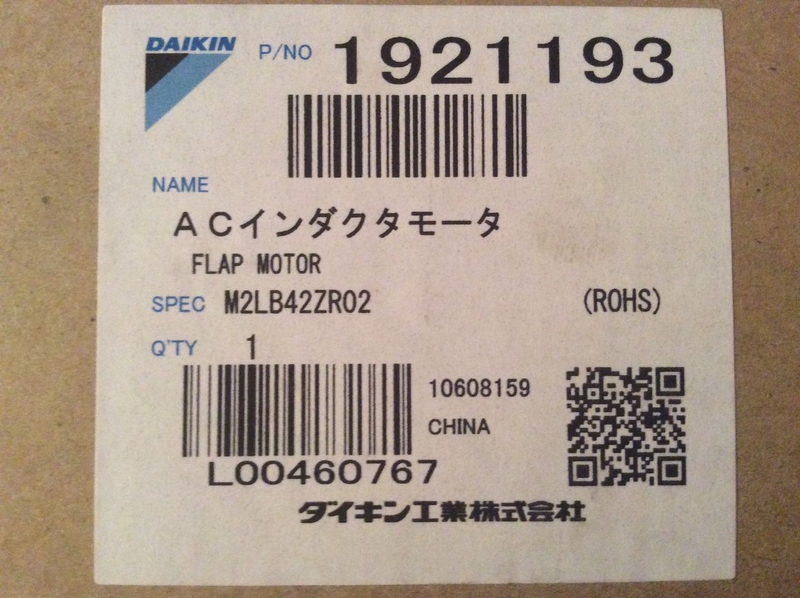 DAIKIN P/NO 1921193
NAME
ACインダクタモータ
FLAP MOTOR
SPEC M2LB42ZR02 (ROHS)
Q'TY 1
10608159
CHINA
L00460767
ダイキン工業株式会社